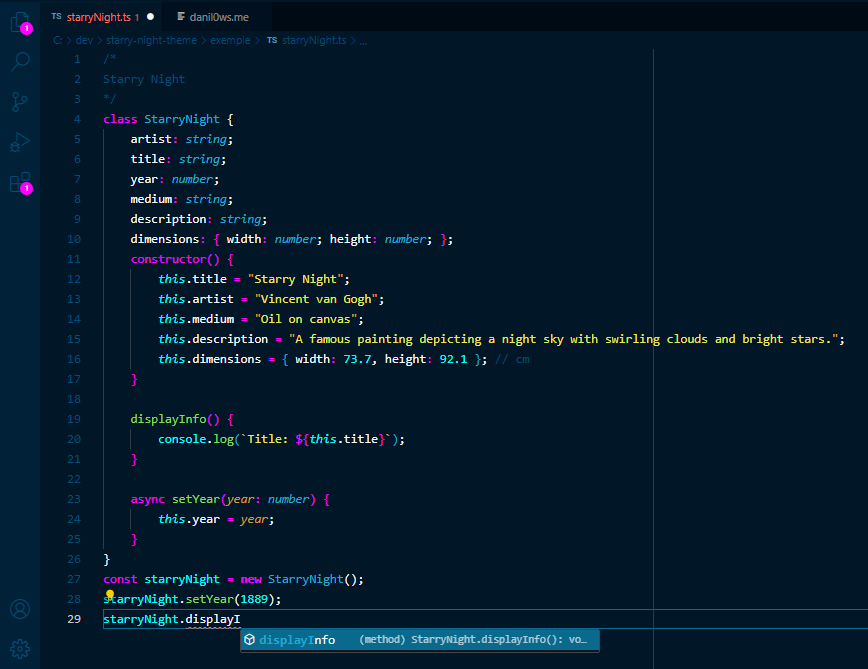 TS starryNight.ts 1 danil0ws.me
C: > dev > starry-night-theme > exemple > TS starryNight.ts > ...
1
1 /*
2 Starry Night
3 */
4 class StarryNight {
5 artist: string;
6 title: string;
7 year: number;
8 medium: string;
1
9 description: string;
10 dimensions: { width: number; height: number; };
11 constructor() {
12 this.title = "Starry Night";
13 this.artist = "Vincent van Gogh";
14 this.medium = "Oil on canvas";
15 this.description = "A famous painting depicting a night sky with swirling clouds and bright stars.";
16 this.dimensions = { width: 73.7, height: 92.1 }; // cm
17 }
18
19 displayInfo() {
20 console.log(`Title: ${this.title}`);
21 }
22
23 async setYear(year: number) {
24 this.year = year;
25 }
26 }
27 const starryNight = new StarryNight();
28 starryNight.setYear(1889);
29 starryNight.displayI
displayInfo (method) StarryNight.displayInfo(): vo…